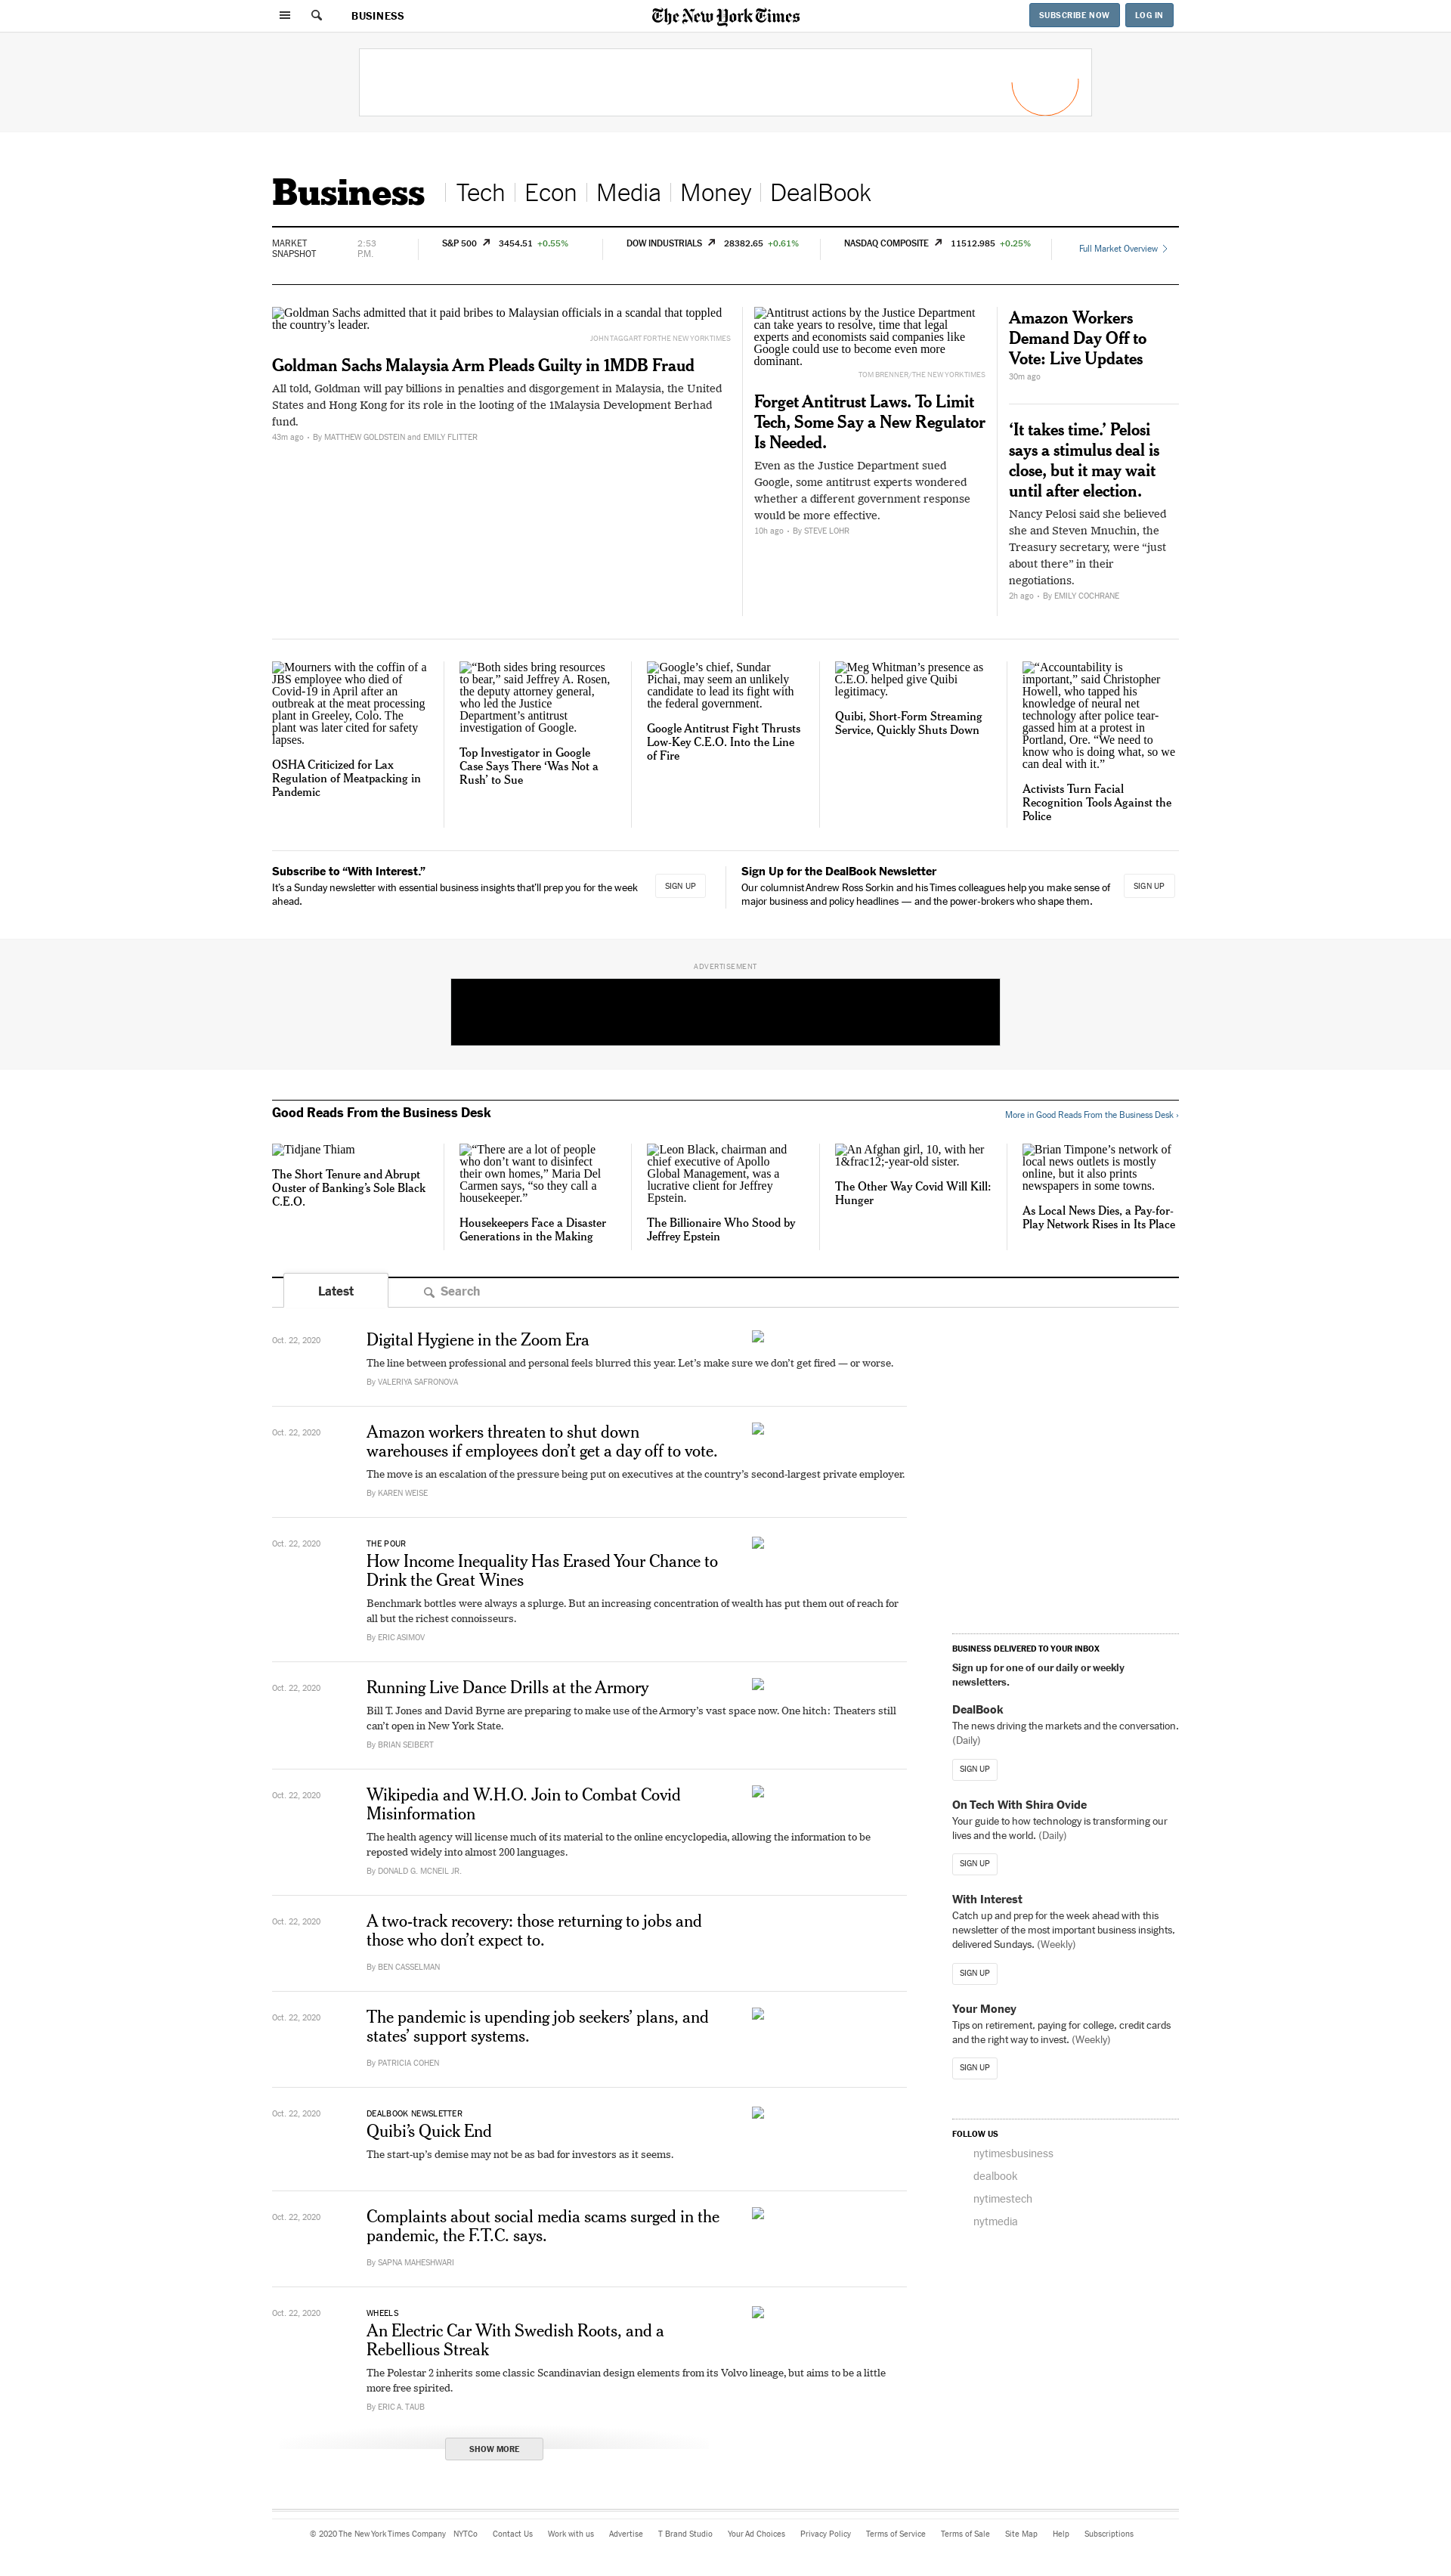 BUSINESS
The New York Times
SUBSCRIBE NOW
LOG IN
Business
Tech
Econ
Media
Money
DealBook
MARKET
SNAPSHOT
2:53
P.M.
S&P 500 3454.51 +0.55%
DOW INDUSTRIALS 28382.65 +0.61%
NASDAQ COMPOSITE 11512.985 +0.25%
Full Market Overview
Goldman Sachs admitted that it paid bribes to Malaysian officials in a scandal that toppled
the country’s leader.
JOHN TAGGART FOR THE NEW YORK TIMES
Goldman Sachs Malaysia Arm Pleads Guilty in 1MDB Fraud
All told, Goldman will pay billions in penalties and disgorgement in Malaysia, the United
States and Hong Kong for its role in the looting of the 1Malaysia Development Berhad
fund.
43m ago • By MATTHEW GOLDSTEIN and EMILY FLITTER
Antitrust actions by the Justice Department
can take years to resolve, time that legal
experts and economists said companies like
Google could use to become even more
dominant.
TOM BRENNER/THE NEW YORK TIMES
Forget Antitrust Laws. To Limit
Tech, Some Say a New Regulator
Is Needed.
Even as the Justice Department sued
Google, some antitrust experts wondered
whether a different government response
would be more effective.
10h ago • By STEVE LOHR
Amazon Workers
Demand Day Off to
Vote: Live Updates
30m ago
‘It takes time.’ Pelosi
says a stimulus deal is
close, but it may wait
until after election.
Nancy Pelosi said she believed
she and Steven Mnuchin, the
Treasury secretary, were “just
about there” in their
negotiations.
2h ago • By EMILY COCHRANE
Mourners with the coffin of a
JBS employee who died of
Covid-19 in April after an
outbreak at the meat processing
plant in Greeley, Colo. The
plant was later cited for safety
lapses.
OSHA Criticized for Lax
Regulation of Meatpacking in
Pandemic
“Both sides bring resources
to bear,” said Jeffrey A. Rosen,
the deputy attorney general,
who led the Justice
Department’s antitrust
investigation of Google.
Top Investigator in Google
Case Says There ‘Was Not a
Rush’ to Sue
Google’s chief, Sundar
Pichai, may seem an unlikely
candidate to lead its fight with
the federal government.
Google Antitrust Fight Thrusts
Low-Key C.E.O. Into the Line
of Fire
Meg Whitman’s presence as
C.E.O. helped give Quibi
legitimacy.
Quibi, Short-Form Streaming
Service, Quickly Shuts Down
“Accountability is
important,” said Christopher
Howell, who tapped his
knowledge of neural net
technology after police tear-
gassed him at a protest in
Portland, Ore. “We need to
know who is doing what, so we
can deal with it.”
Activists Turn Facial
Recognition Tools Against the
Police
Subscribe to “With Interest.”
It’s a Sunday newsletter with essential business insights that’ll prep you for the week
ahead.
SIGN UP
Sign Up for the DealBook Newsletter
Our columnist Andrew Ross Sorkin and his Times colleagues help you make sense of
major business and policy headlines — and the power-brokers who shape them.
SIGN UP
ADVERTISEMENT
Good Reads From the Business Desk
More in Good Reads From the Business Desk ›
Tidjane Thiam
The Short Tenure and Abrupt
Ouster of Banking’s Sole Black
C.E.O.
“There are a lot of people
who don’t want to disinfect
their own homes,” Maria Del
Carmen says, “so they call a
housekeeper.”
Housekeepers Face a Disaster
Generations in the Making
Leon Black, chairman and
chief executive of Apollo
Global Management, was a
lucrative client for Jeffrey
Epstein.
The Billionaire Who Stood by
Jeffrey Epstein
An Afghan girl, 10, with her
1&frac12;-year-old sister.
The Other Way Covid Will Kill:
Hunger
Brian Timpone’s network of
local news outlets is mostly
online, but it also prints
newspapers in some towns.
As Local News Dies, a Pay-for-
Play Network Rises in Its Place
Latest
Search
Oct. 22, 2020
Digital Hygiene in the Zoom Era
The line between professional and personal feels blurred this year. Let’s make sure we don’t get fired — or worse.
By VALERIYA SAFRONOVA
Oct. 22, 2020
Amazon workers threaten to shut down
warehouses if employees don’t get a day off to vote.
The move is an escalation of the pressure being put on executives at the country’s second-largest private employer.
By KAREN WEISE
Oct. 22, 2020
THE POUR
How Income Inequality Has Erased Your Chance to
Drink the Great Wines
Benchmark bottles were always a splurge. But an increasing concentration of wealth has put them out of reach for
all but the richest connoisseurs.
By ERIC ASIMOV
Oct. 22, 2020
Running Live Dance Drills at the Armory
Bill T. Jones and David Byrne are preparing to make use of the Armory’s vast space now. One hitch: Theaters still
can’t open in New York State.
By BRIAN SEIBERT
Oct. 22, 2020
Wikipedia and W.H.O. Join to Combat Covid
Misinformation
The health agency will license much of its material to the online encyclopedia, allowing the information to be
reposted widely into almost 200 languages.
By DONALD G. MCNEIL JR.
Oct. 22, 2020
A two-track recovery: those returning to jobs and
those who don’t expect to.
By BEN CASSELMAN
Oct. 22, 2020
The pandemic is upending job seekers’ plans, and
states’ support systems.
By PATRICIA COHEN
Oct. 22, 2020
DEALBOOK NEWSLETTER
Quibi’s Quick End
The start-up’s demise may not be as bad for investors as it seems.
Oct. 22, 2020
Complaints about social media scams surged in the
pandemic, the F.T.C. says.
By SAPNA MAHESHWARI
Oct. 22, 2020
WHEELS
An Electric Car With Swedish Roots, and a
Rebellious Streak
The Polestar 2 inherits some classic Scandinavian design elements from its Volvo lineage, but aims to be a little
more free spirited.
By ERIC A. TAUB
SHOW MORE
BUSINESS DELIVERED TO YOUR INBOX
Sign up for one of our daily or weekly
newsletters.
DealBook
The news driving the markets and the conversation.
(Daily)
SIGN UP
On Tech With Shira Ovide
Your guide to how technology is transforming our
lives and the world. (Daily)
SIGN UP
With Interest
Catch up and prep for the week ahead with this
newsletter of the most important business insights,
delivered Sundays. (Weekly)
SIGN UP
Your Money
Tips on retirement, paying for college, credit cards
and the right way to invest. (Weekly)
SIGN UP
FOLLOW US
nytimesbusiness
dealbook
nytimestech
nytmedia
© 2020 The New York Times Company NYTCo Contact Us Work with us Advertise T Brand Studio Your Ad Choices Privacy Policy Terms of Service Terms of Sale Site Map Help Subscriptions